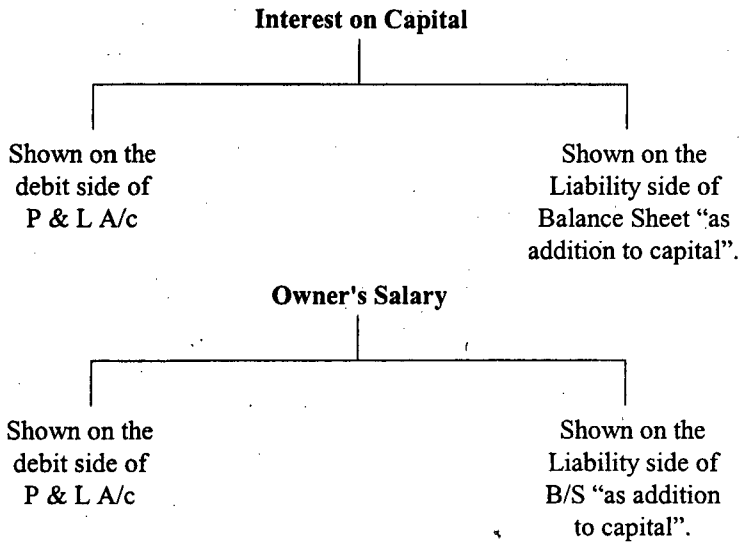 Interest on Capital
Shown on the
debit side of
P & L A/c
Shown on the
Liability side of
Balance Sheet “as
addition to capital”.
Owner's Salary
Shown on the
debit side of
P & L A/c
Shown on the
Liability side of
B/S “as addition
to capital”.